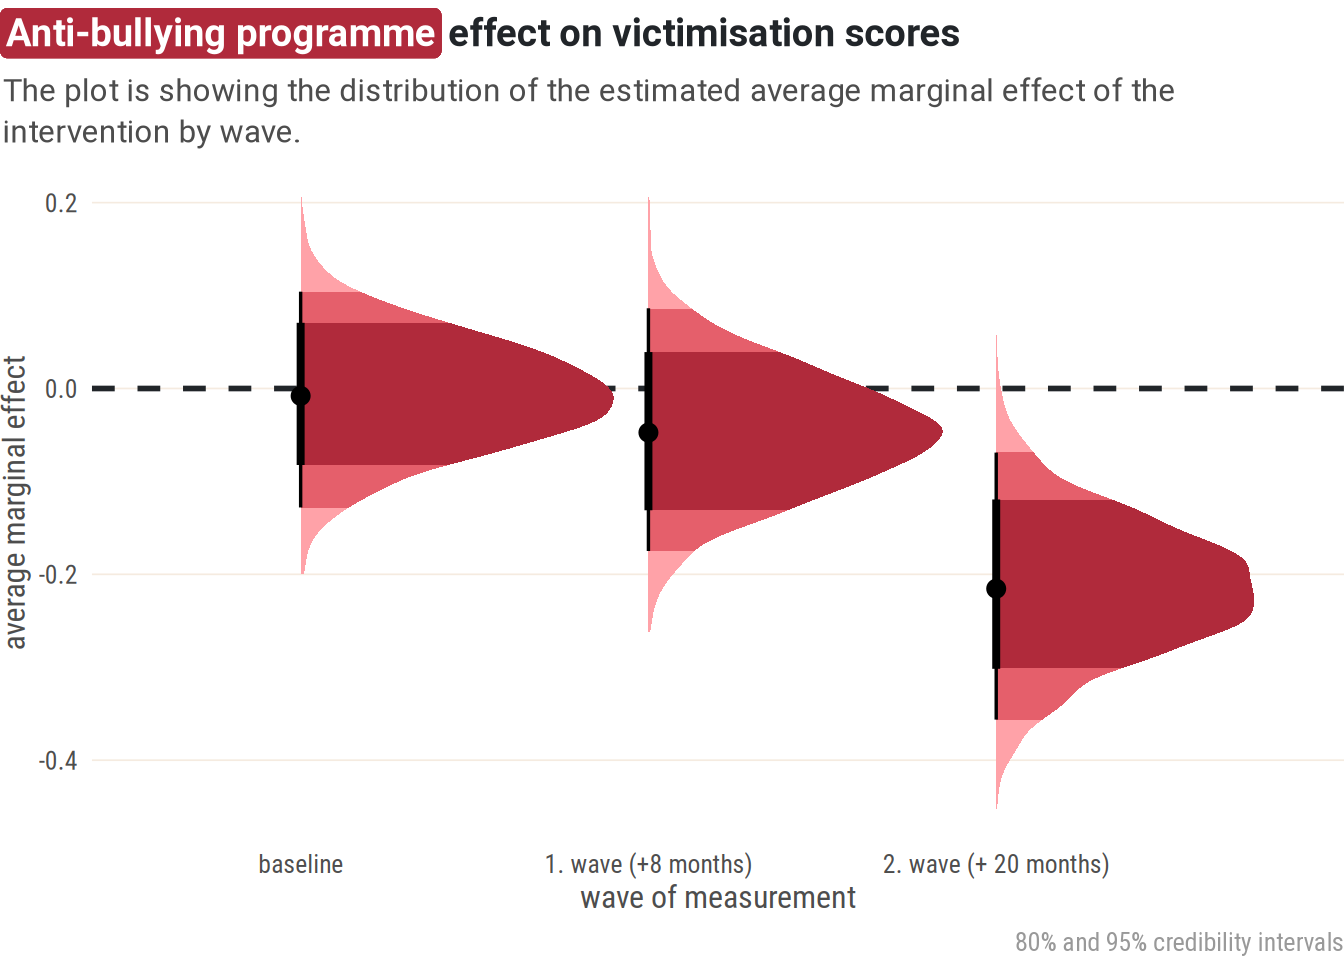 Anti-bullying programme effect on victimisation scores
The plot is showing the distribution of the estimated average marginal effect of the
intervention by wave.
0.2
0.0
-0.2
-0.4
average marginal effect
baseline
1. wave (+8 months)
2. wave (+ 20 months)
wave of measurement
80% and 95% credibility intervals